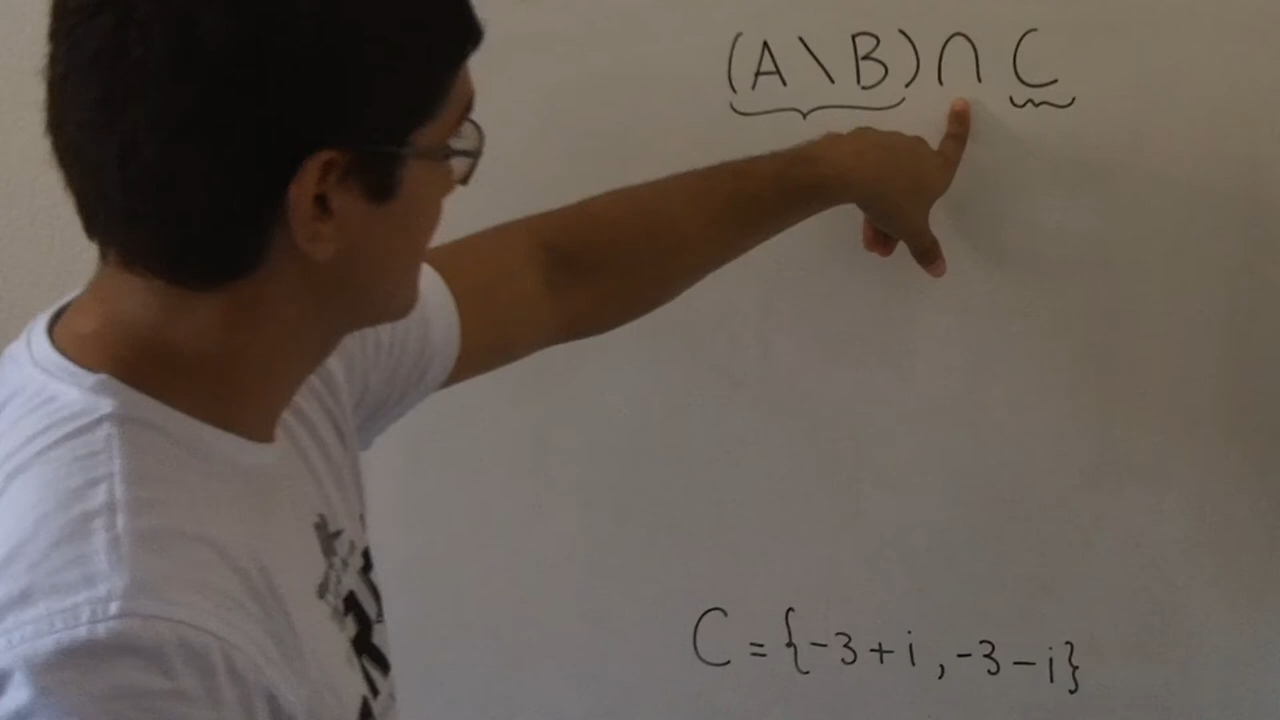 (A \ B) ∩ C
C = {-3+i, -3-i}